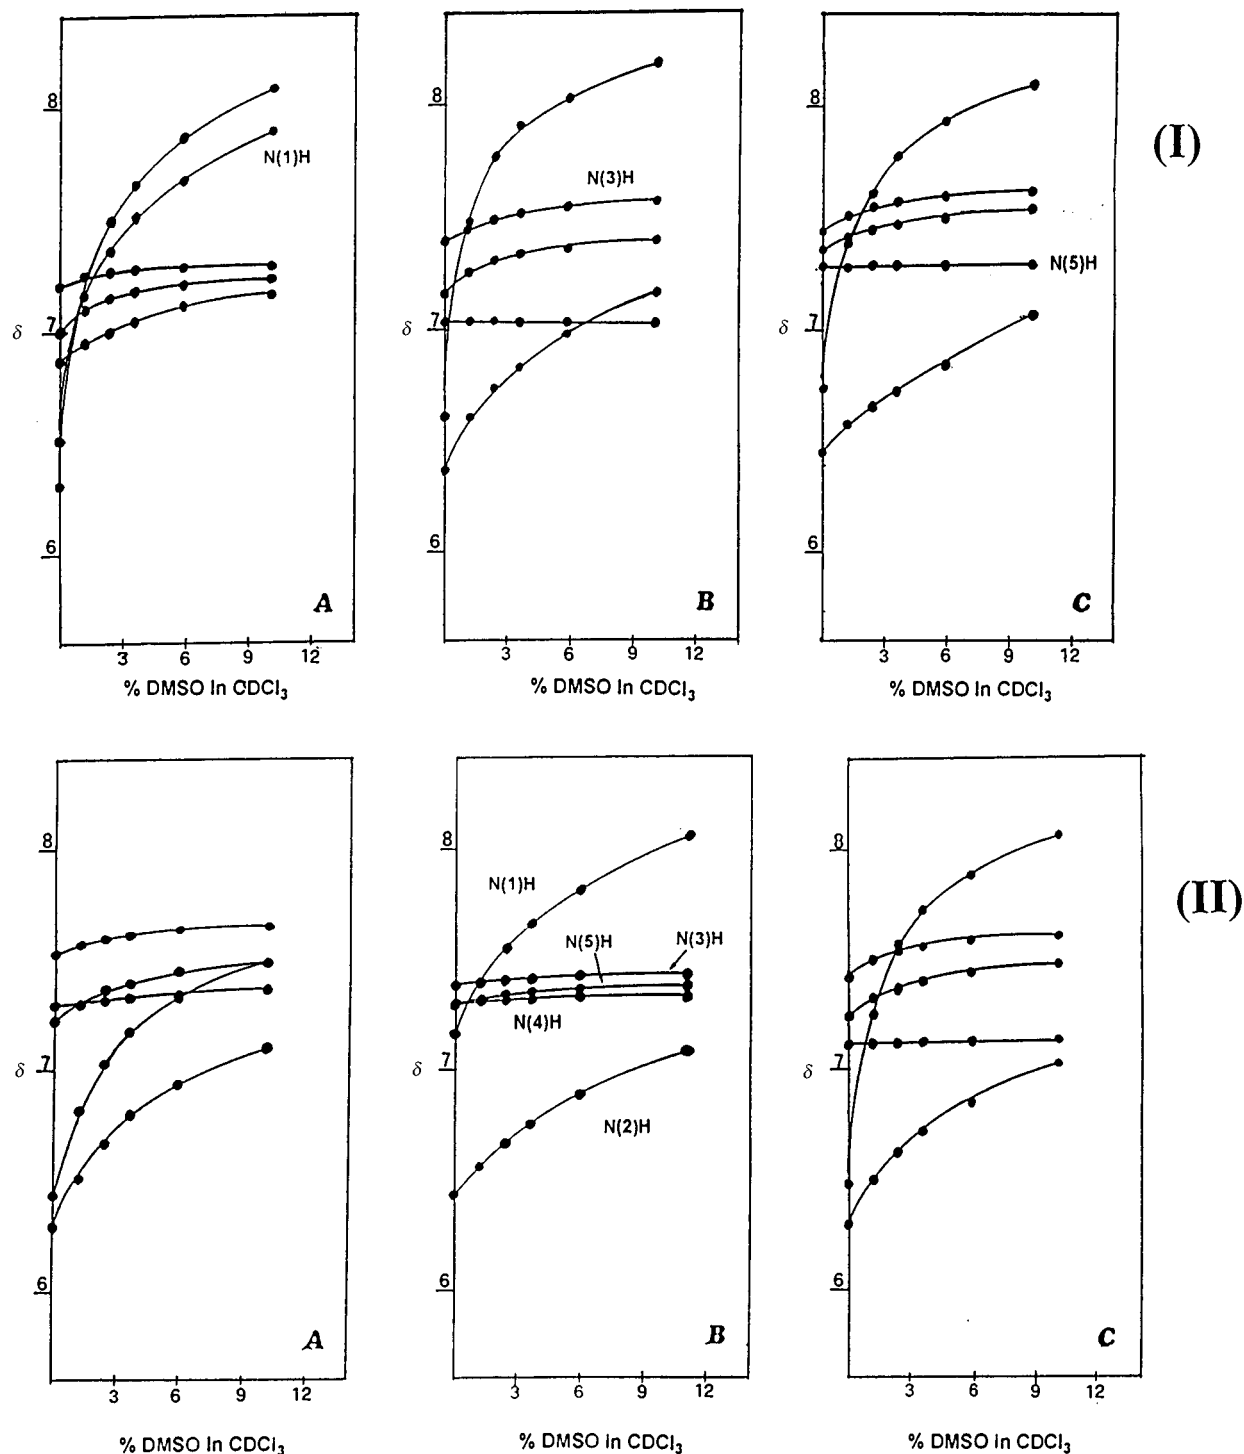 8
7
6
δ
N(1)H
A
3 6 9 12
% DMSO In CDCl₃
8
7
6
δ
N(3)H
B
3 6 9 12
% DMSO In CDCl₃
8
7
6
δ
N(5)H
C
3 6 9 12
% DMSO In CDCl₃
(I)
8
7
6
δ
A
3 6 9 12
% DMSO In CDCl₃
8
7
6
δ
N(1)H
N(5)H
N(3)H
N(4)H
N(2)H
B
3 6 9 12
% DMSO In CDCl₃
8
7
6
δ
C
3 6 9 12
% DMSO In CDCl₃
(II)